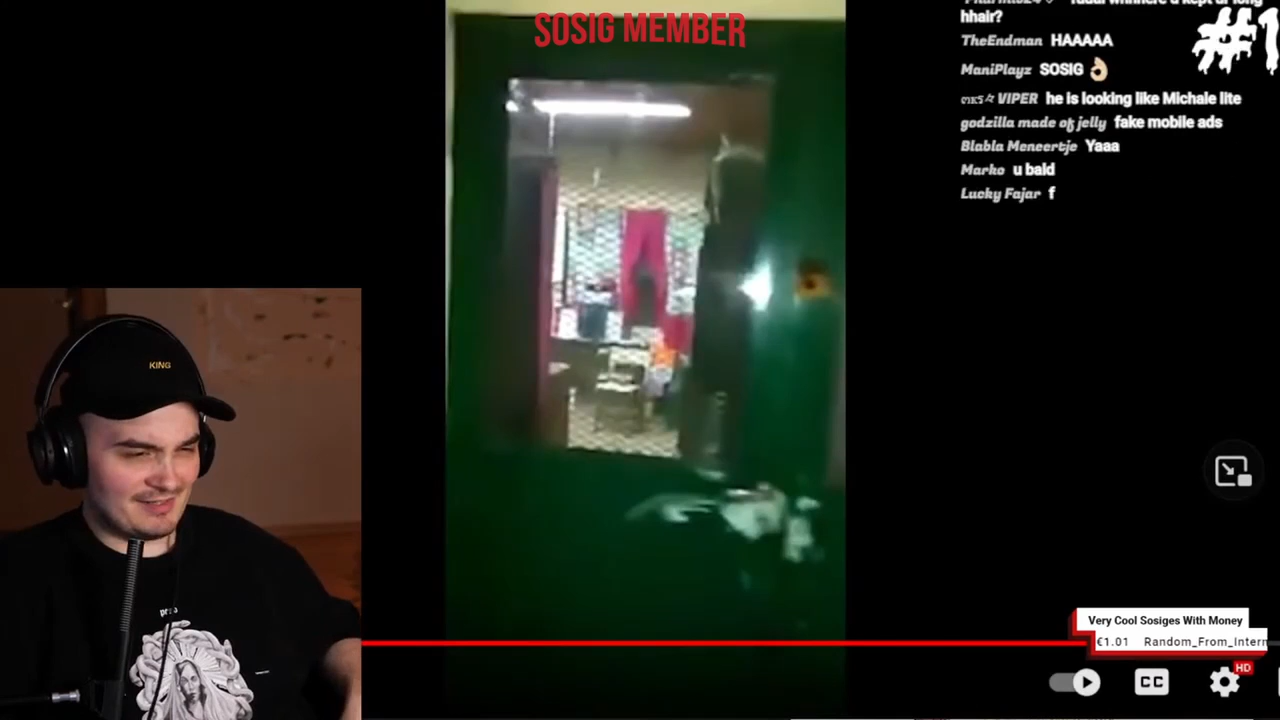 SOSIG MEMBER
hhair?
TheEndman HAAAAA
ManiPlayz SOSIG 👌🏼
VIPER he is looking like Michale lite
godzilla made of jelly fake mobile ads
Blabla Meneertje Yaaa
Marko u bald
Lucky Fajar f
#1
KING
Very Cool Sosiges With Money
€1.01 Random_From_Intern
CC
HD